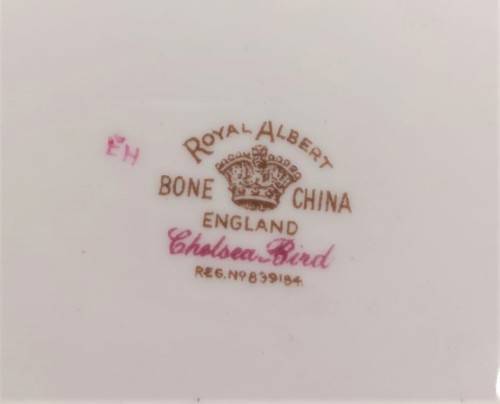 EH
ROYAL ALBERT
BONE CHINA
ENGLAND
Chelsea Bird
REG. Nº 839184